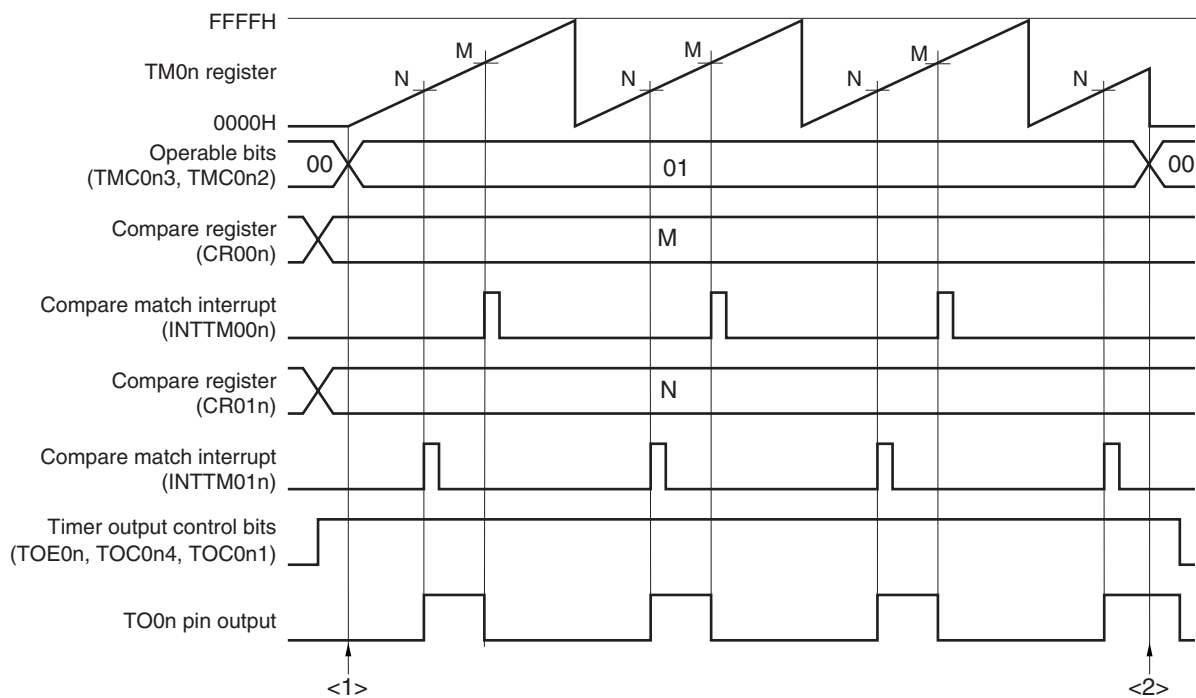 FFFFH
TM0n register
0000H
N M N M N M N
Operable bits
(TMC0n3, TMC0n2)
00 01 00
Compare register
(CR00n)
M
Compare match interrupt
(INTTM00n)
Compare register
(CR01n)
N
Compare match interrupt
(INTTM01n)
Timer output control bits
(TOE0n, TOC0n4, TOC0n1)
TO0n pin output
<1> <2>